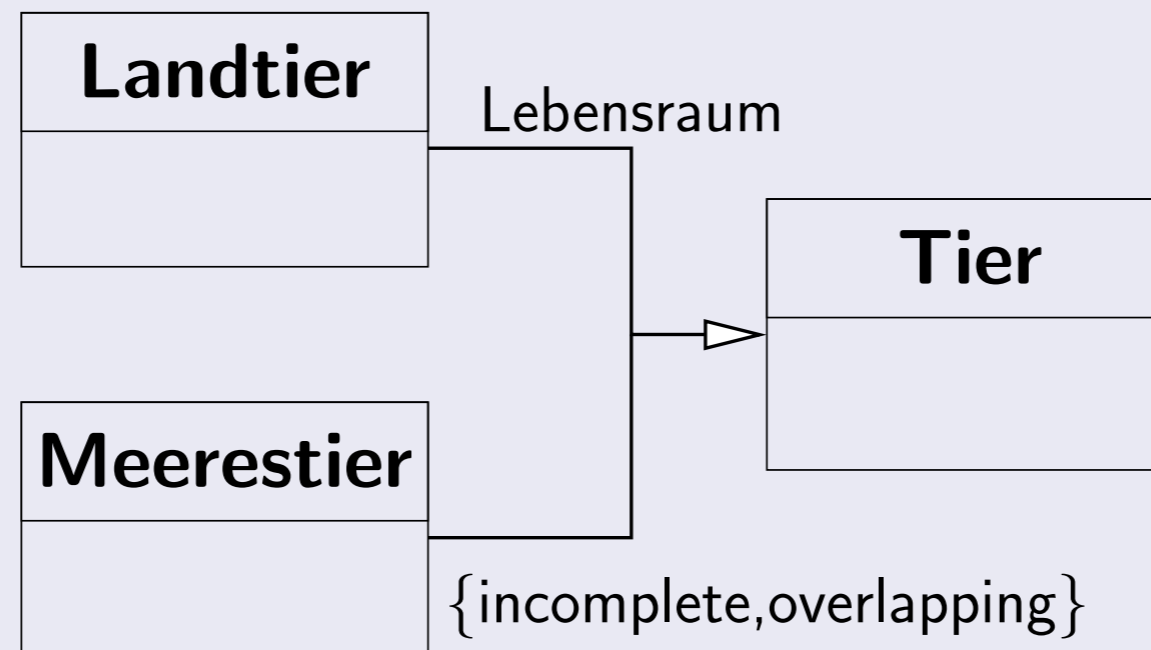 Landtier
Lebensraum
Tier
Meerestier
{incomplete,overlapping}